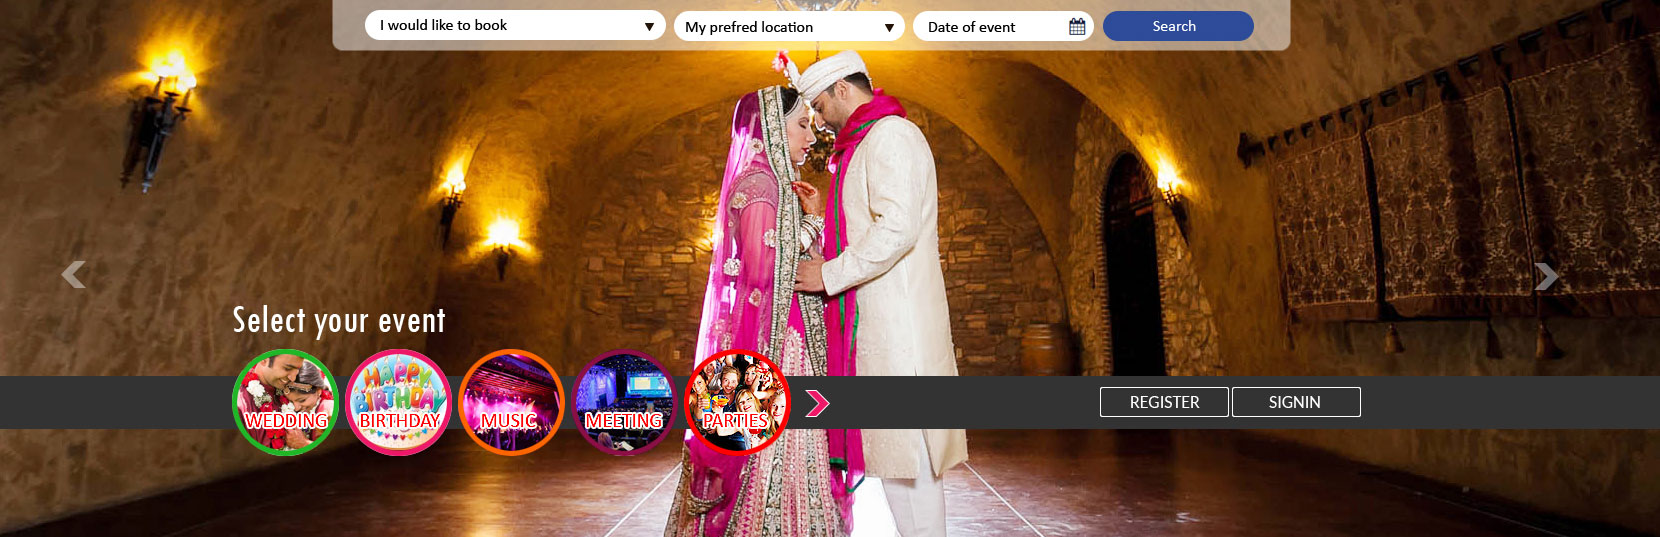 I would like to book
My prefred location
Date of event
Search
Select your event
WEDDING
HAPPY
BIRTHDAY
BIRTHDAY
MUSIC
MEETING
PARTIES
REGISTER
SIGNIN